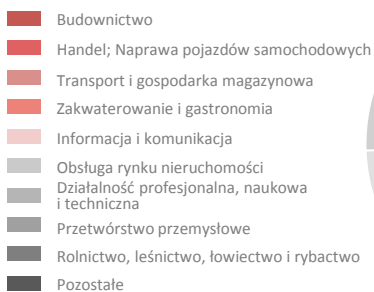 Budownictwo
Handel; Naprawa pojazdów samochodowych
Transport i gospodarka magazynowa
Zakwaterowanie i gastronomia
Informacja i komunikacja
Obsługa rynku nieruchomości
Działalność profesjonalna, naukowa
i techniczna
Przetwórstwo przemysłowe
Rolnictwo, leśnictwo, łowiectwo i rybactwo
Pozostałe